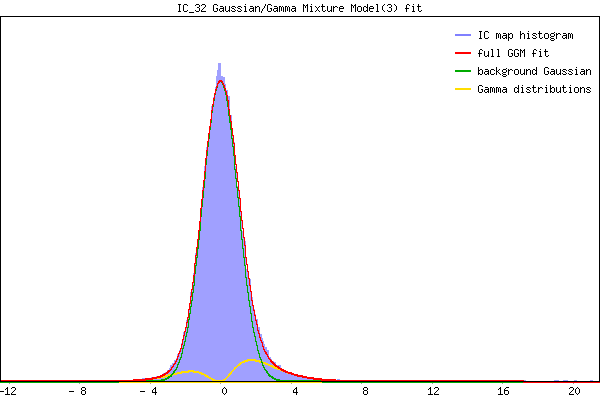 IC_32 Gaussian/Gamma Mixture Model(3) fit
IC map histogram
full GGM fit
background Gaussian
Gamma distributions
-12 -8 -4 0 4 8 12 16 20